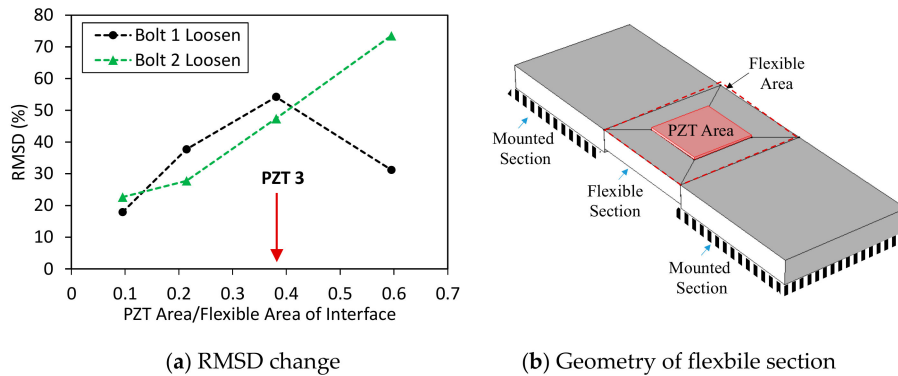 80
70
60
50
40
30
20
10
0
RMSD (%)
Bolt 1 Loosen
Bolt 2 Loosen
PZT 3
0 0.1 0.2 0.3 0.4 0.5 0.6 0.7
PZT Area/Flexible Area of Interface
(a) RMSD change
Flexible
Area
PZT Area
Mounted
Section
Flexible
Section
Mounted
Section
(b) Geometry of flexbile section